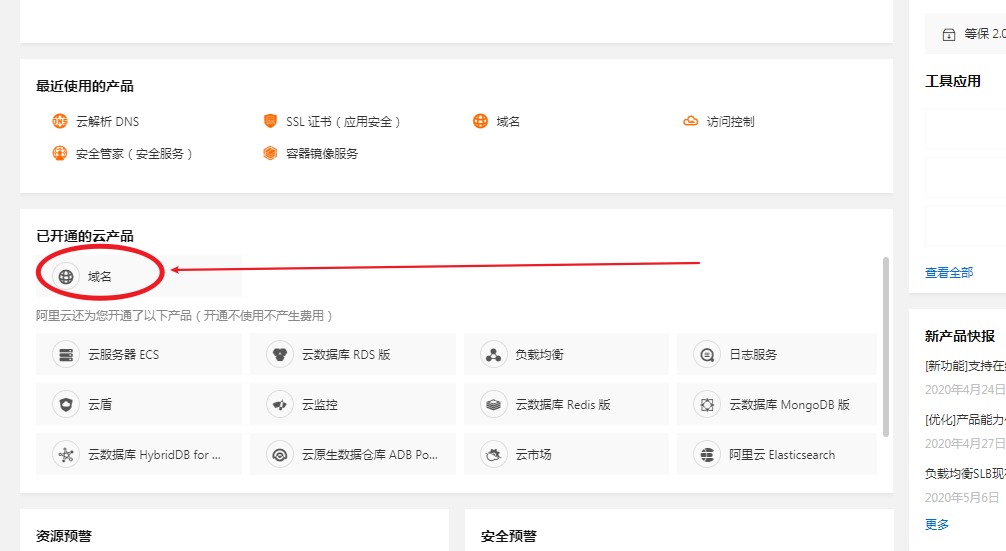 最近使用的产品
云解析 DNS
SSL 证书（应用安全）
域名
访问控制
安全管家（安全服务）
容器镜像服务
已开通的云产品
域名
阿里云还为您开通了以下产品（开通不使用不产生费用）
云服务器 ECS
云数据库 RDS 版
负载均衡
日志服务
云盾
云监控
云数据库 Redis 版
云数据库 MongoDB 版
云数据库 HybridDB for ...
云原生数据仓库 ADB Po...
云市场
阿里云 Elasticsearch
资源预警
安全预警
等保 2.0
工具应用
查看全部
新产品快报
[新功能]支持在
2020年4月24日
[优化]产品能力
2020年4月27日
负载均衡SLB现
2020年5月6日
更多